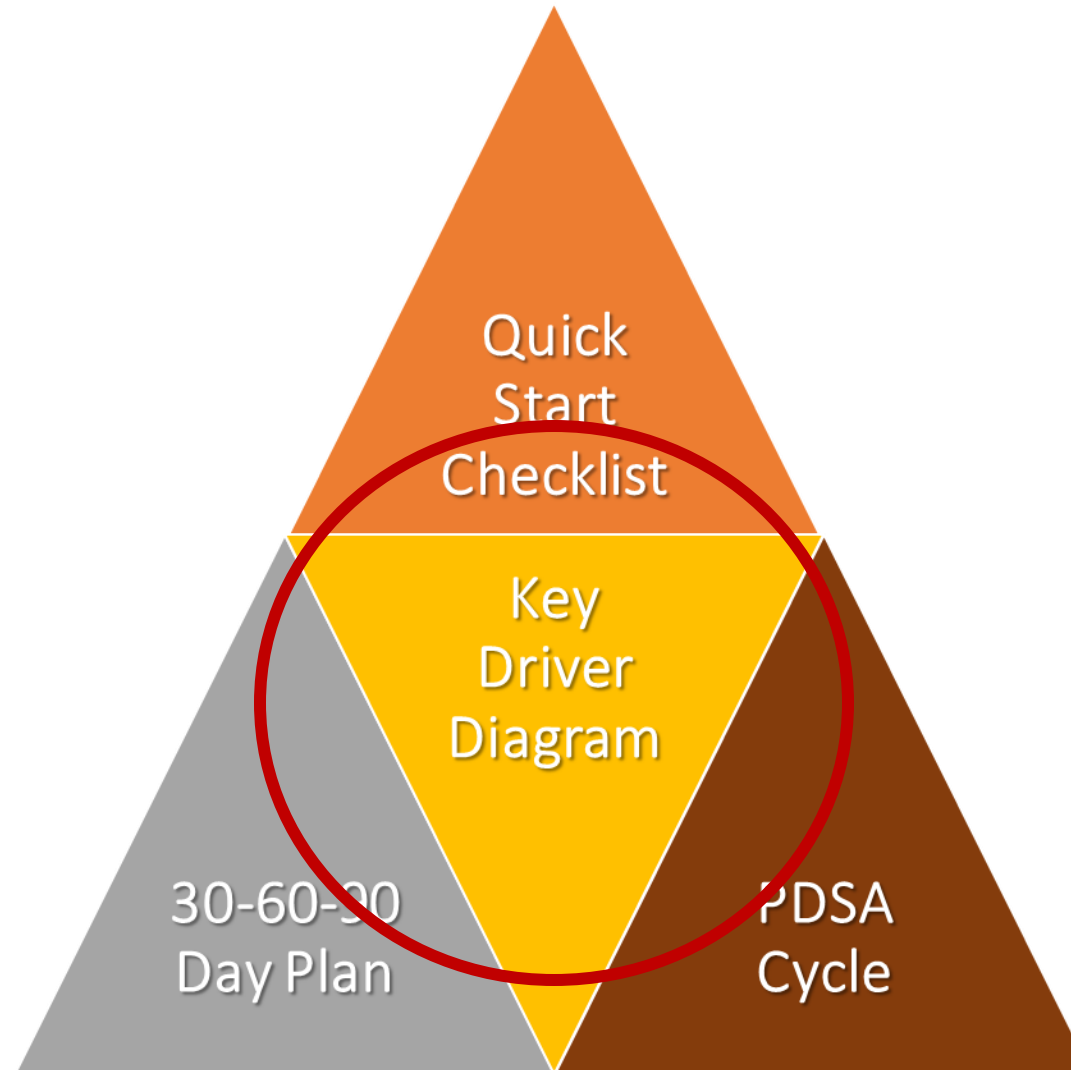 Quick
Start
Checklist
Key
Driver
Diagram
30-60-90
Day Plan
PDSA
Cycle